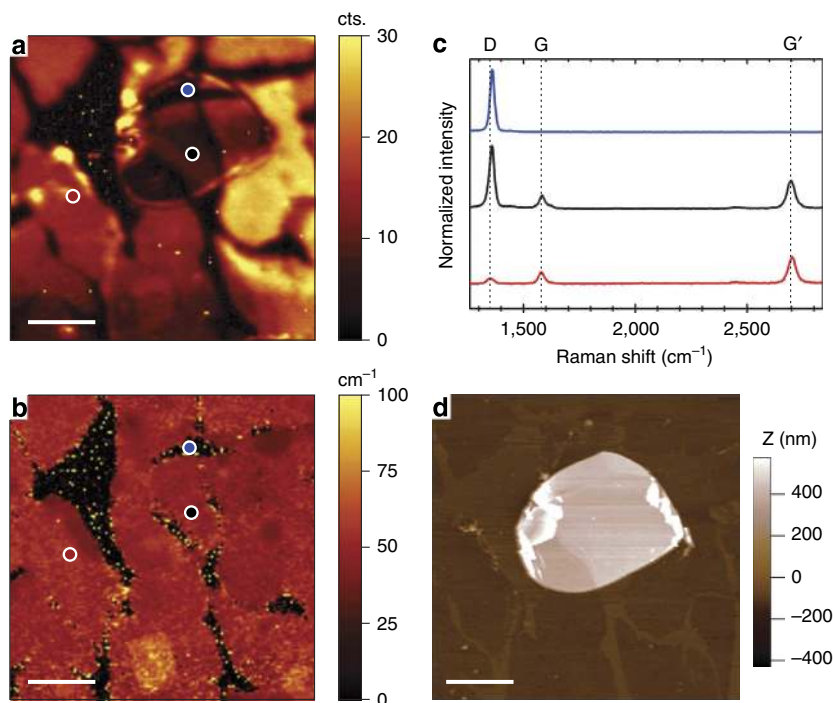 a
cts.
30
20
10
0
b
cm⁻¹
100
75
50
25
0
c
D
G
G′
Normalized intensity
1,500
2,000
2,500
Raman shift (cm⁻¹)
d
Z (nm)
400
200
0
−200
−400